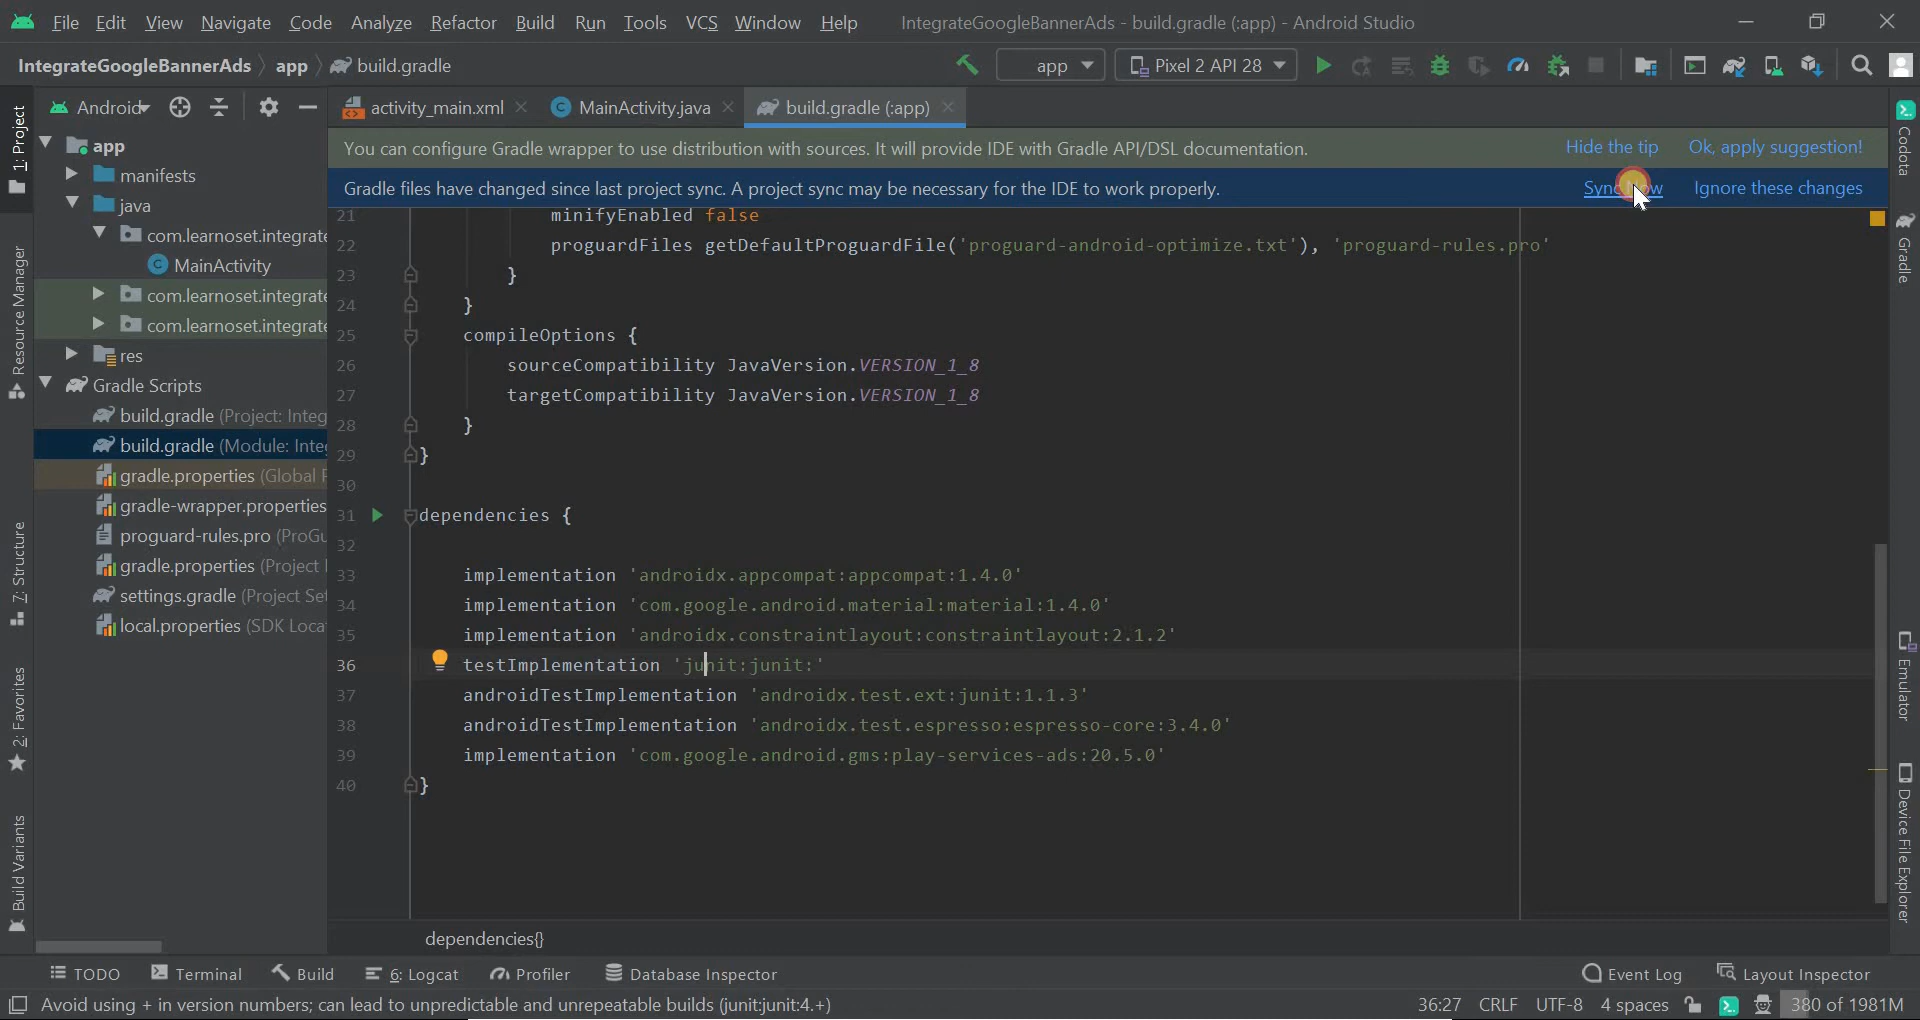 File Edit View Navigate Code Analyze Refactor Build Run Tools VCS Window Help IntegrateGoogleBannerAds - build.gradle (:app) - Android Studio
IntegrateGoogleBannerAds app build.gradle app Pixel 2 API 28
1: Project
Resource Manager
7: Structure
2: Favorites
Build Variants
Android
app
manifests
java
com.learnoset.integrate
MainActivity
com.learnoset.integrate
com.learnoset.integrate
res
Gradle Scripts
build.gradle (Project: Integ
build.gradle (Module: Inte
gradle.properties (Global
gradle-wrapper.properties
proguard-rules.pro (ProGu
gradle.properties (Project
settings.gradle (Project Se
local.properties (SDK Loca
activity_main.xml MainActivity.java build.gradle (:app)
You can configure Gradle wrapper to use distribution with sources. It will provide IDE with Gradle API/DSL documentation. Hide the tip Ok, apply suggestion!
Gradle files have changed since last project sync. A project sync may be necessary for the IDE to work properly. Sync Now Ignore these changes
21 minifyEnabled false
22 proguardFiles getDefaultProguardFile('proguard-android-optimize.txt'), 'proguard-rules.pro'
23 }
24 }
25 compileOptions {
26 sourceCompatibility JavaVersion.VERSION_1_8
27 targetCompatibility JavaVersion.VERSION_1_8
28 }
29 }
30
31 dependencies {
32
33 implementation 'androidx.appcompat:appcompat:1.4.0'
34 implementation 'com.google.android.material:material:1.4.0'
35 implementation 'androidx.constraintlayout:constraintlayout:2.1.2'
36 testImplementation 'junit:junit:'
37 androidTestImplementation 'androidx.test.ext:junit:1.1.3'
38 androidTestImplementation 'androidx.test.espresso:espresso-core:3.4.0'
39 implementation 'com.google.android.gms:play-services-ads:20.5.0'
40 }
dependencies{}
Codota
Gradle
Emulator
Device File Explorer
TODO Terminal Build 6: Logcat Profiler Database Inspector Event Log Layout Inspector
Avoid using + in version numbers; can lead to unpredictable and unrepeatable builds (junit:junit:4.+) 36:27 CRLF UTF-8 4 spaces 380 of 1981M